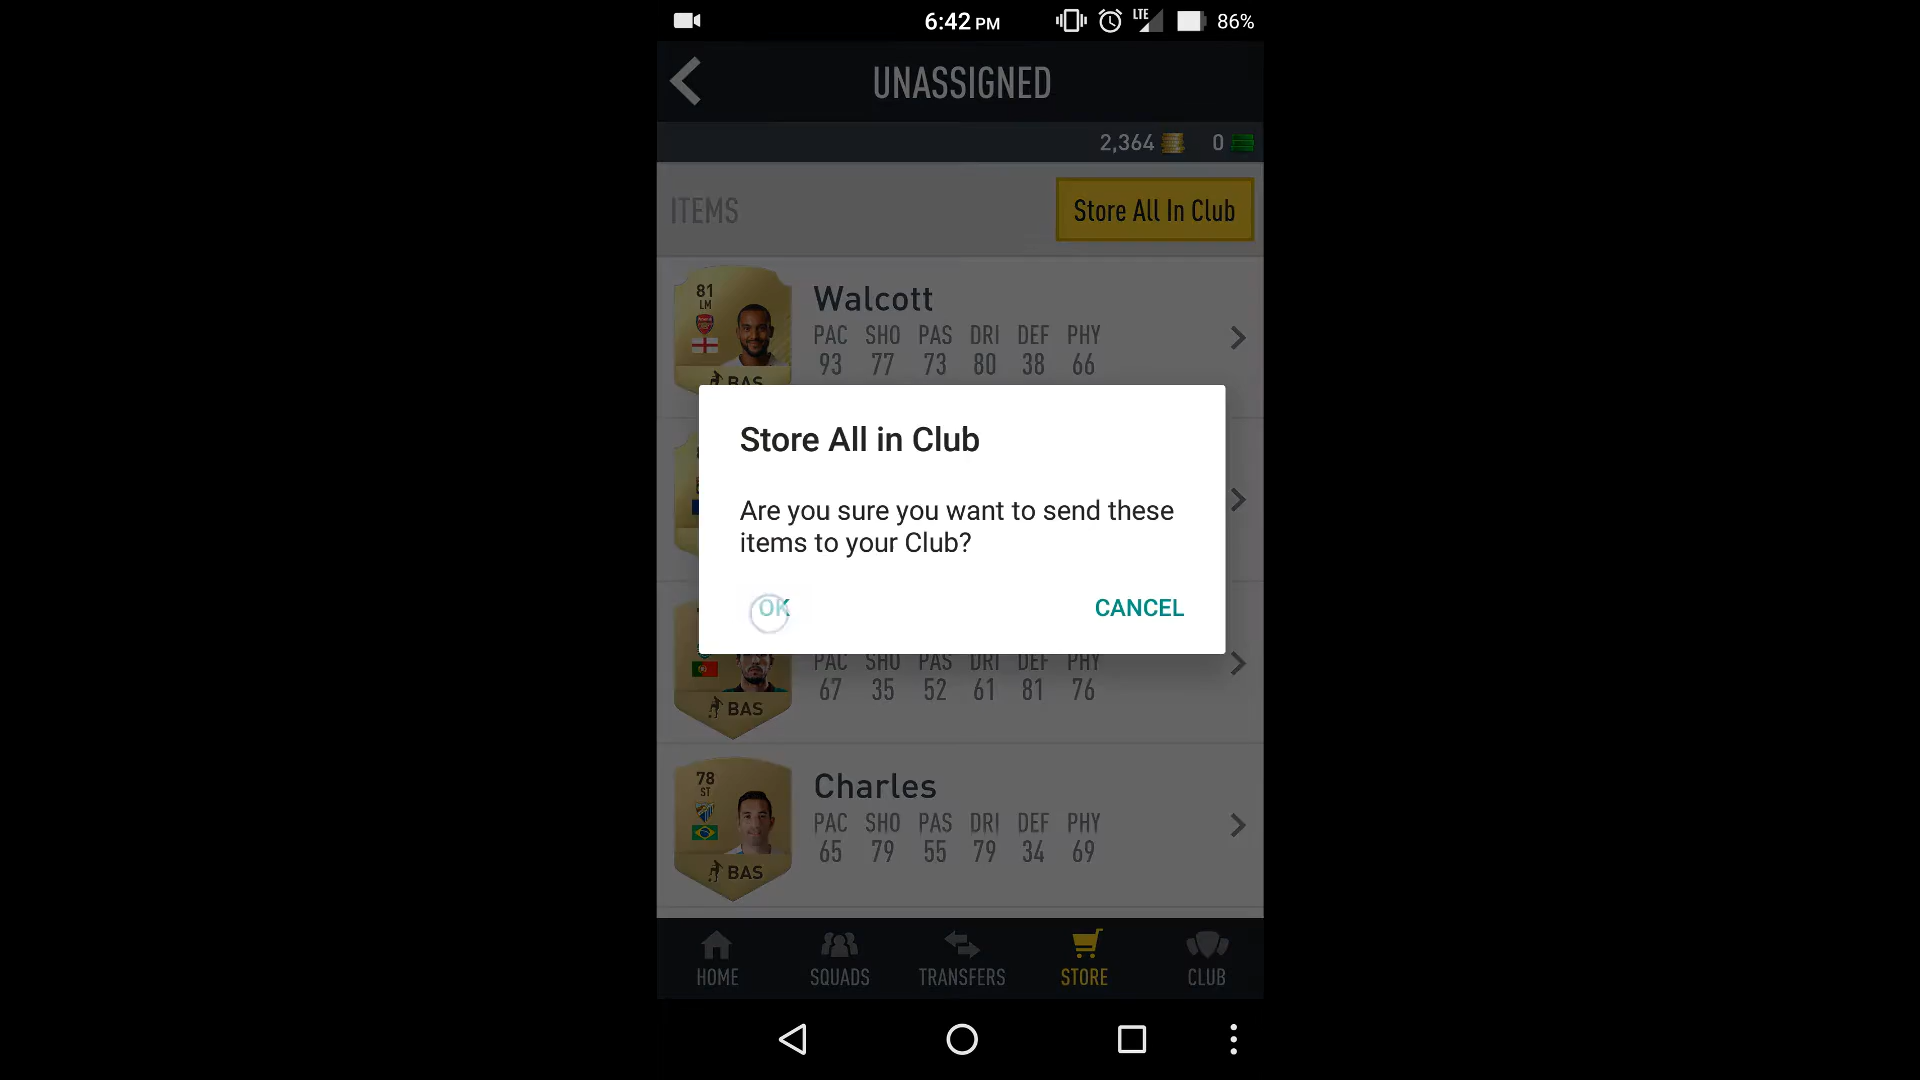 6:42 PM LTE 86%
UNASSIGNED
2,364 0
ITEMS
Store All In Club
81
LM
Walcott
PAC SHO PAS DRI DEF PHY
93 77 73 80 38 66
BAS
Store All in Club
Are you sure you want to send these
items to your Club?
OK CANCEL
PAC SHO PAS DRI DEF PHY
67 35 52 61 81 76
BAS
78
ST
Charles
PAC SHO PAS DRI DEF PHY
65 79 55 79 34 69
BAS
HOME SQUADS TRANSFERS STORE CLUB